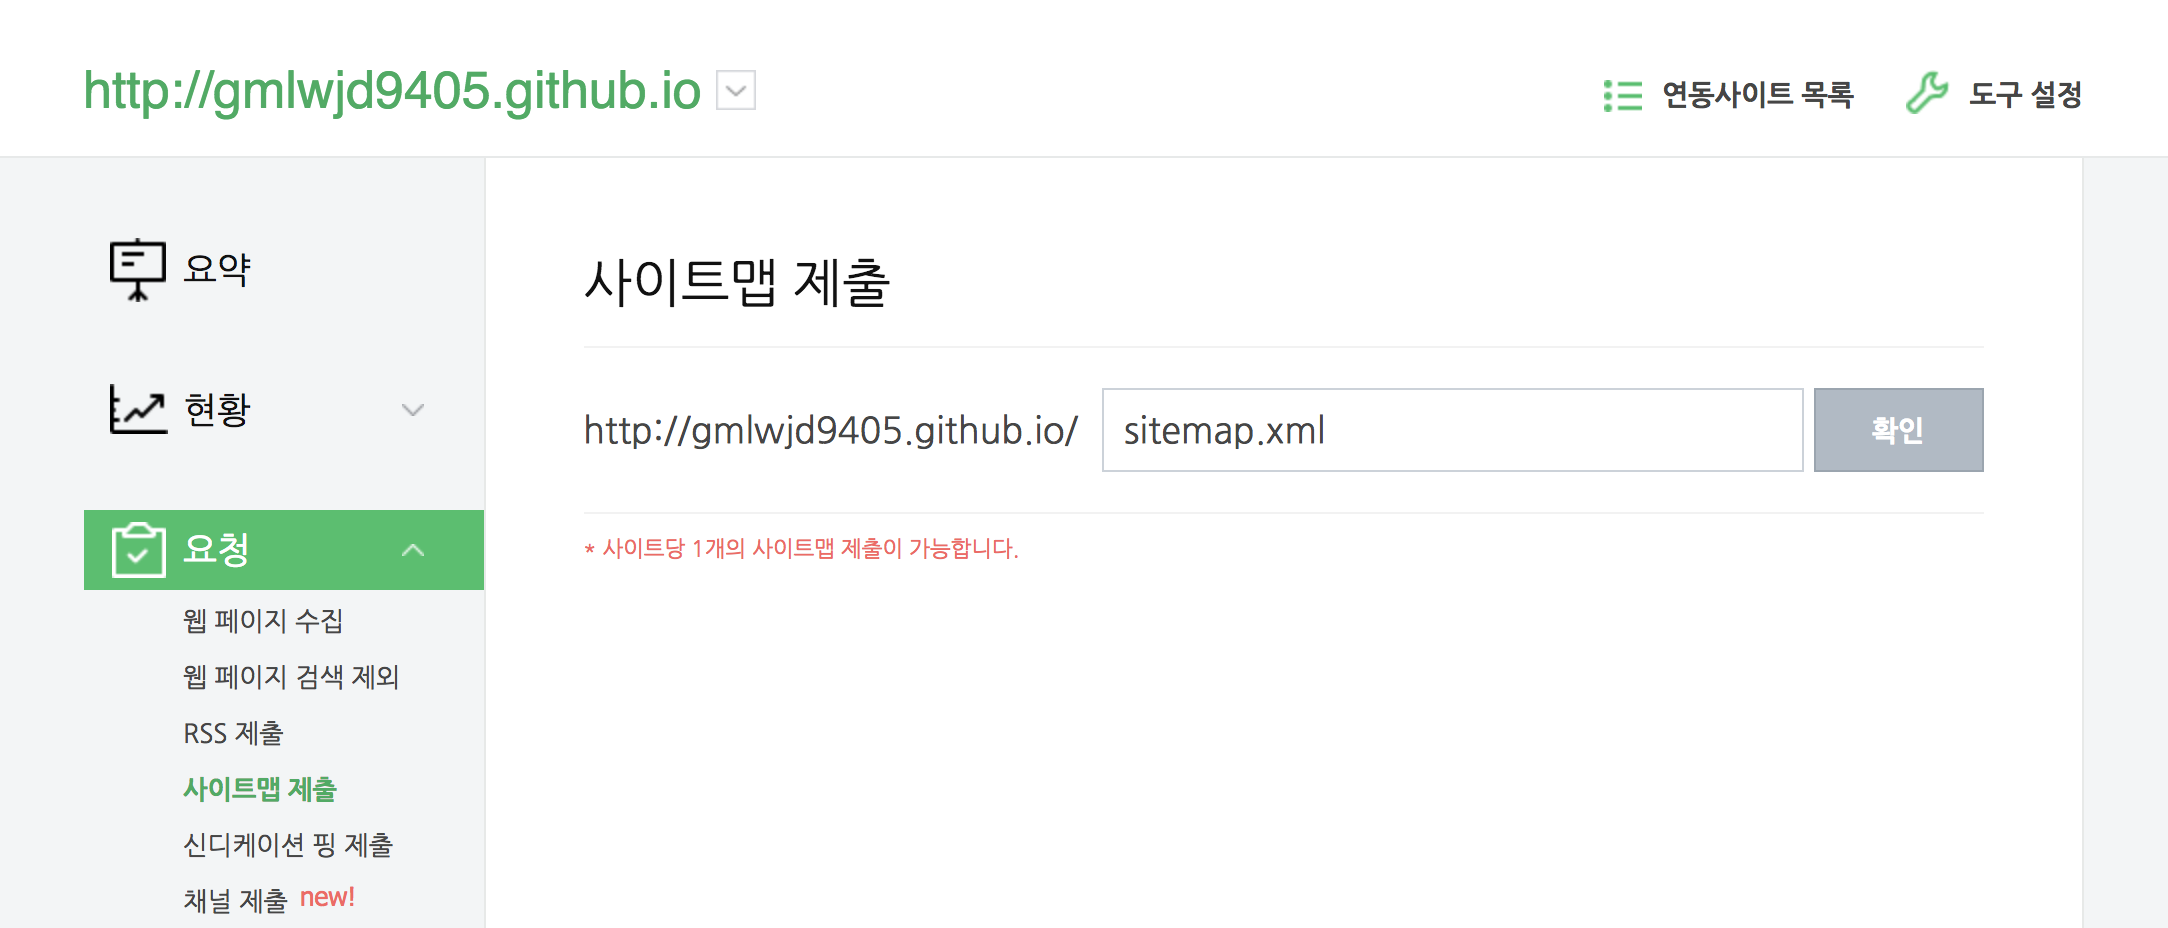 http://gmlwjd9405.github.io
연동사이트 목록
도구 설정
요약
현황
요청
웹 페이지 수집
웹 페이지 검색 제외
RSS 제출
사이트맵 제출
신디케이션 핑 제출
채널 제출 new!
사이트맵 제출
http://gmlwjd9405.github.io/ sitemap.xml 확인
* 사이트당 1개의 사이트맵 제출이 가능합니다.